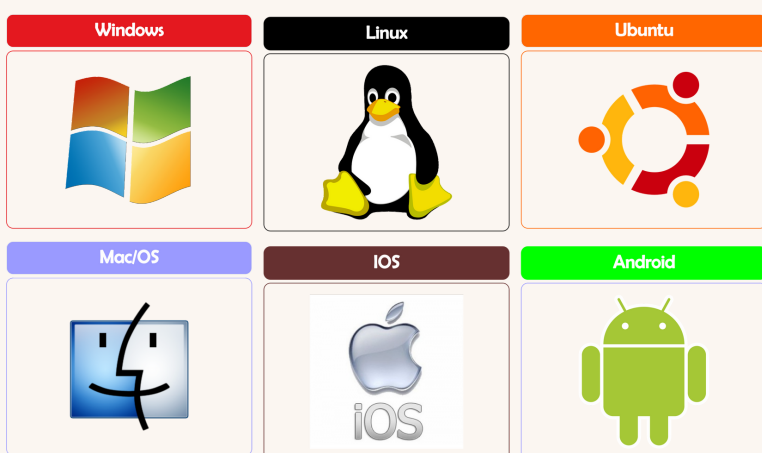 Windows
Linux
Ubuntu
Mac/OS
IOS
Android
iOS